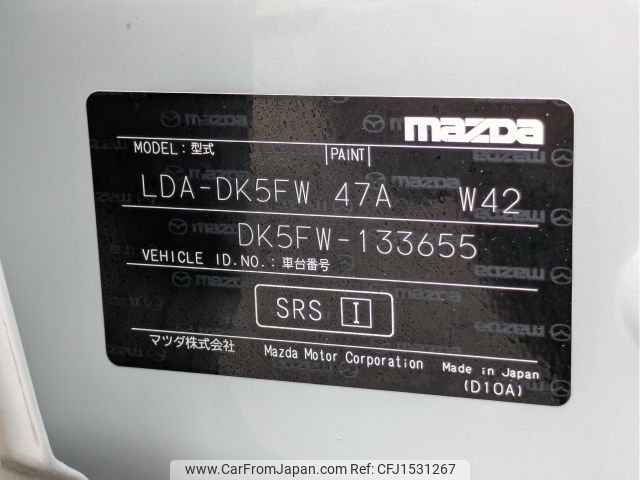 mazda
MODEL：型式 PAINT
LDA-DK5FW 47A W42
DK5FW-133655
VEHICLE ID.NO.：車台番号
SRS I
マツダ株式会社 Mazda Motor Corporation Made in Japan
(D10A)
www.CarFromJapan.com - CFJ1531267